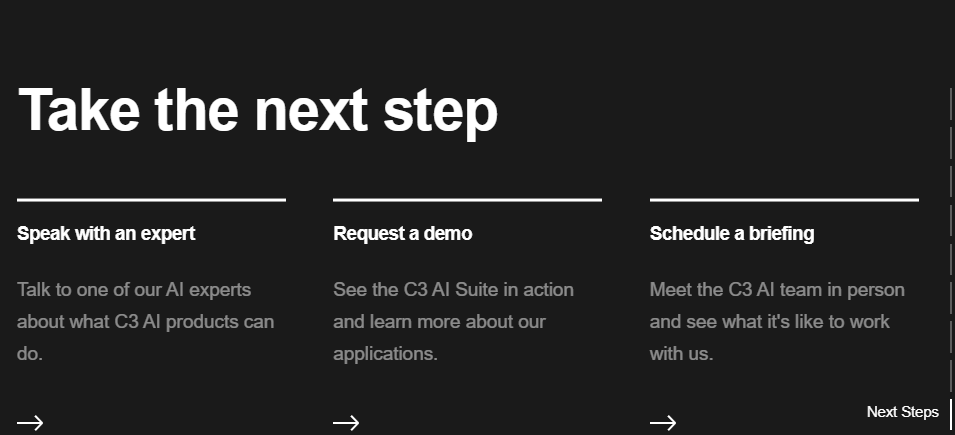 Take the next step
Speak with an expert
Talk to one of our AI experts
about what C3 AI products can
do.
Request a demo
See the C3 AI Suite in action
and learn more about our
applications.
Schedule a briefing
Meet the C3 AI team in person
and see what it's like to work
with us.
Next Steps